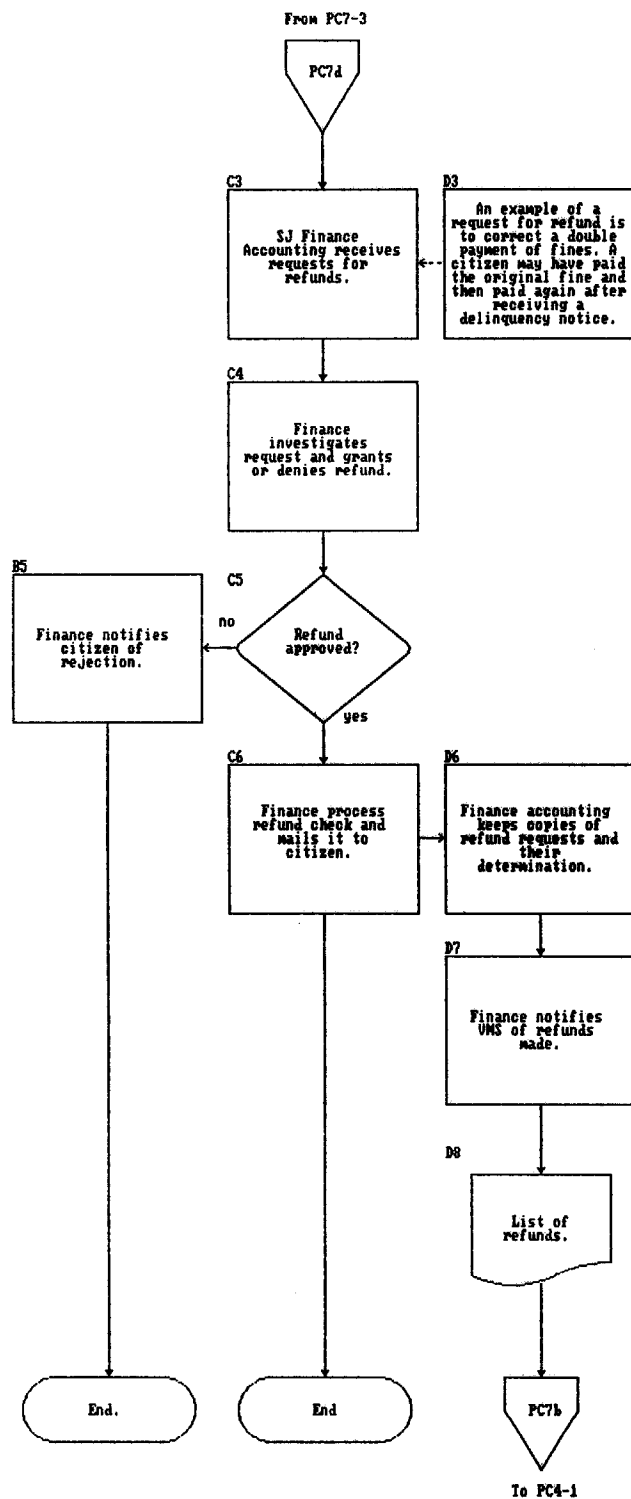 From PC7-3
PC7d
C3
SJ Finance
Accounting receives
requests for
refunds.
D3
An example of a
request for refund is
to correct a double
payment of fines. A
citizen may have paid
the original fine and
then paid again after
receiving a
delinquency notice.
C4
Finance
investigates
request and grants
or denies refund.
B5
Finance notifies
citizen of
rejection.
no
C5
Refund
approved?
yes
C6
Finance process
refund check and
mails it to
citizen.
D6
Finance accounting
keeps copies of
refund requests and
their
determination.
D7
Finance notifies
VMS of refunds
made.
D8
List of
refunds.
End.
End
PC7b
To PC4-1